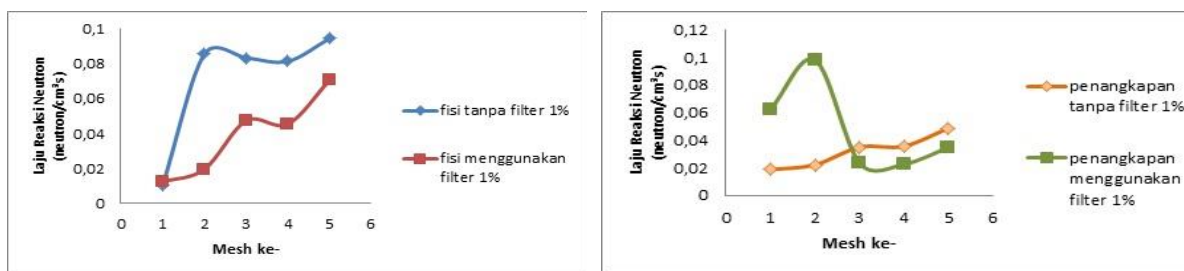 Laju Reaksi Neutron
(neutron/cm³s)
0,1
0,08
0,06
0,04
0,02
0
0 1 2 3 4 5 6
Mesh ke-
fisi tanpa filter 1%
fisi menggunakan
filter 1%
Laju Reaksi Neutron
(neutron/cm³s)
0,12
0,1
0,08
0,06
0,04
0,02
0
0 1 2 3 4 5 6
Mesh ke-
penangkapan
tanpa filter 1%
penangkapan
menggunakan
filter 1%